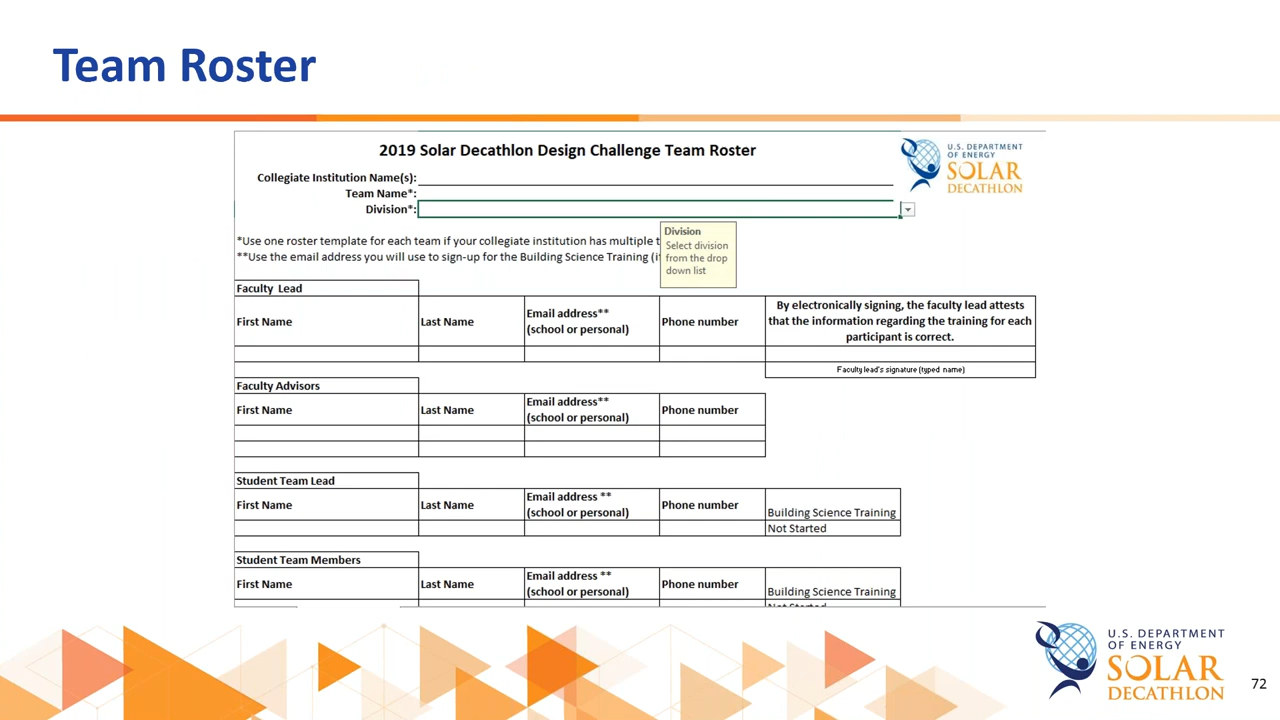 Team Roster
2019 Solar Decathlon Design Challenge Team Roster
U.S. DEPARTMENT
OF ENERGY
SOLAR
DECATHLON
Collegiate Institution Name(s):
Team Name*:
Division*:
*Use one roster template for each team if your collegiate institution has multiple t
**Use the email address you will use to sign-up for the Building Science Training (i
Division
Select division
from the drop
down list
Faculty Lead
First Name
Last Name
Email address**
(school or personal)
Phone number
By electronically signing, the faculty lead attests
that the information regarding the training for each
participant is correct.
Faculty lead's signature (typed name)
Faculty Advisors
First Name
Last Name
Email address**
(school or personal)
Phone number
Student Team Lead
First Name
Last Name
Email address **
(school or personal)
Phone number
Building Science Training
Not Started
Student Team Members
First Name
Last Name
Email address **
(school or personal)
Phone number
Building Science Training
Not Started
U.S. DEPARTMENT
OF ENERGY
SOLAR
DECATHLON
72